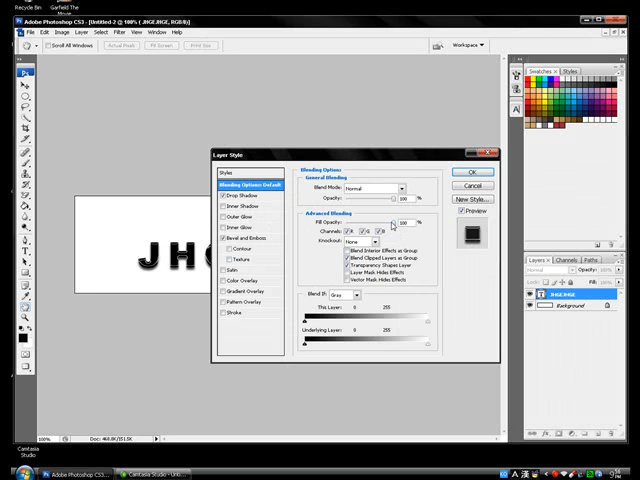 Recycle Bin
Garfield The Movie
Adobe Photoshop CS3 - [Untitled-2 @ 100% ( JHGEJHGE, RGB/8)]
File Edit Image Layer Select Filter View Window Help
Scroll All Windows
Actual Pixels
Fit Screen
Print Size
Workspace
Swatches
Styles
Layer Style
Styles
Blending Options: Default
Drop Shadow
Inner Shadow
Outer Glow
Inner Glow
Bevel and Emboss
Contour
Texture
Satin
Color Overlay
Gradient Overlay
Pattern Overlay
Stroke
Blending Options
General Blending
Blend Mode: Normal
Opacity: 100 %
Advanced Blending
Fill Opacity: 100 %
Channels: R G B
Knockout: None
Blend Interior Effects as Group
Blend Clipped Layers as Group
Transparency Shapes Layer
Layer Mask Hides Effects
Vector Mask Hides Effects
Blend If: Gray
This Layer: 0 255
Underlying Layer: 0 255
OK
Cancel
New Style...
Preview
J H
Layers
Channels
Paths
Normal
Opacity:
Lock:
Fill:
T JHGEJHGE
Background
100%
Doc: 468.8K/151.5K
Camtasia Studio
Adobe Photoshop CS3...
Camtasia Studio - Unti...
A 漢